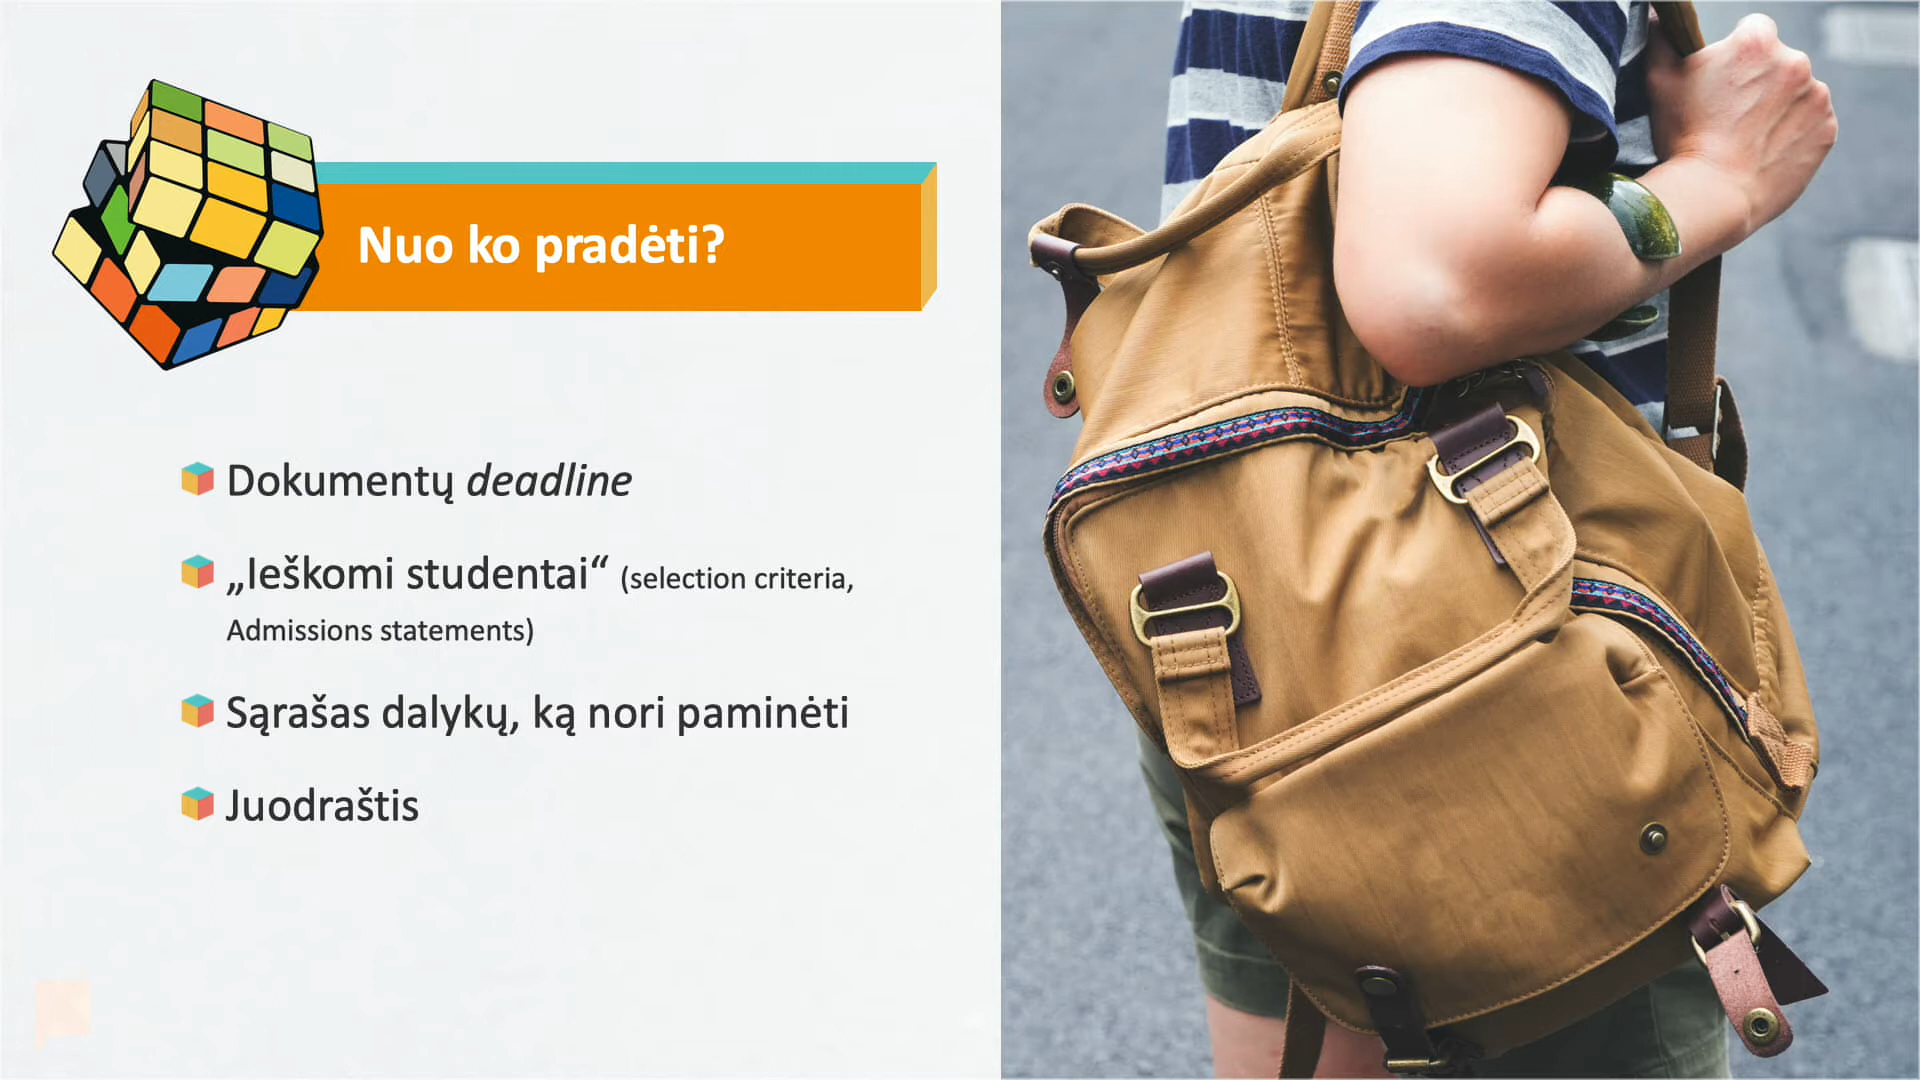 Nuo ko pradėti?
Dokumentų deadline
„Ieškomi studentai“ (selection criteria,
Admissions statements)
Sąrašas dalykų, ką nori paminėti
Juodraštis